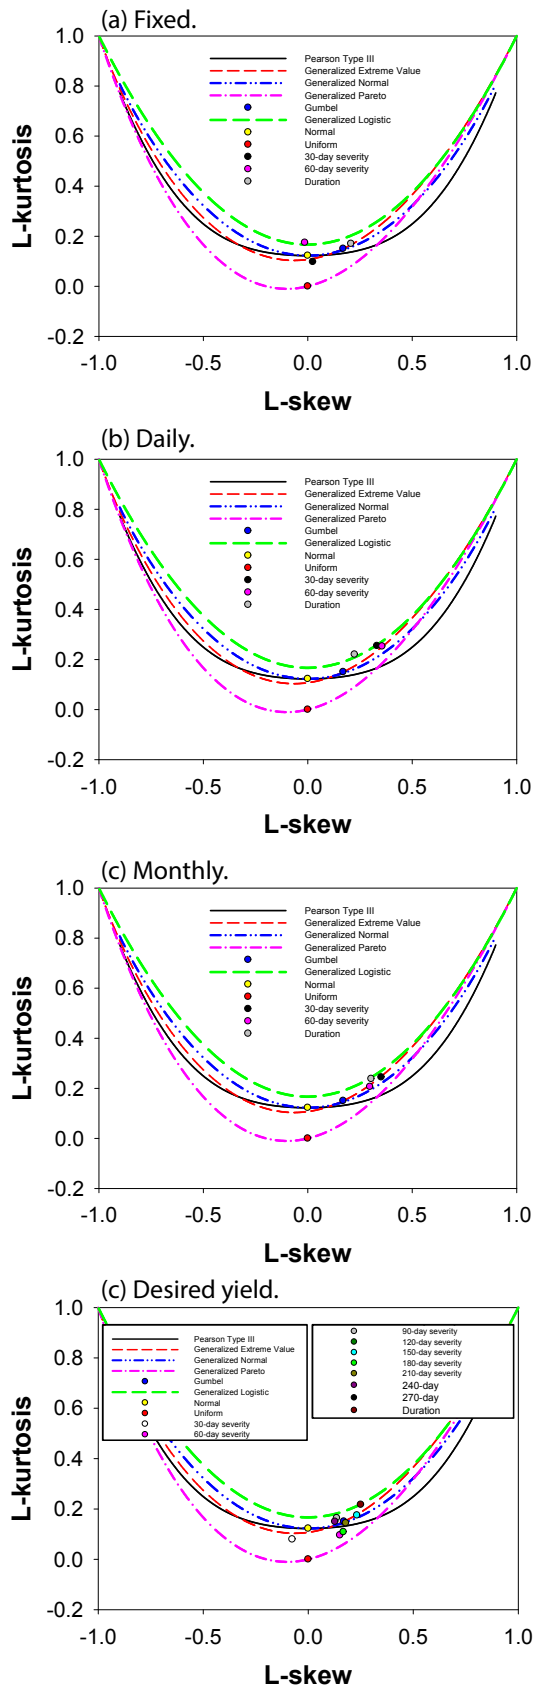 (a) Fixed.
1.0
0.8
0.6
0.4
0.2
0.0
-0.2
L-kurtosis
Pearson Type III
Generalized Extreme Value
Generalized Normal
Generalized Pareto
Gumbel
Generalized Logistic
Normal
Uniform
30-day severity
60-day severity
Duration
-1.0 -0.5 0.0 0.5 1.0
L-skew
(b) Daily.
1.0
0.8
0.6
0.4
0.2
0.0
-0.2
L-kurtosis
Pearson Type III
Generalized Extreme Value
Generalized Normal
Generalized Pareto
Gumbel
Generalized Logistic
Normal
Uniform
30-day severity
60-day severity
Duration
-1.0 -0.5 0.0 0.5 1.0
L-skew
(c) Monthly.
1.0
0.8
0.6
0.4
0.2
0.0
-0.2
L-kurtosis
Pearson Type III
Generalized Extreme Value
Generalized Normal
Generalized Pareto
Gumbel
Generalized Logistic
Normal
Uniform
30-day severity
60-day severity
Duration
-1.0 -0.5 0.0 0.5 1.0
L-skew
(c) Desired yield.
1.0
0.8
0.6
0.4
0.2
0.0
-0.2
L-kurtosis
Pearson Type III
Generalized Extreme Value
Generalized Normal
Generalized Pareto
Gumbel
Generalized Logistic
Normal
Uniform
30-day severity
60-day severity
90-day severity
120-day severity
150-day severity
180-day severity
210-day severity
240-day
270-day
Duration
-1.0 -0.5 0.0 0.5 1.0
L-skew